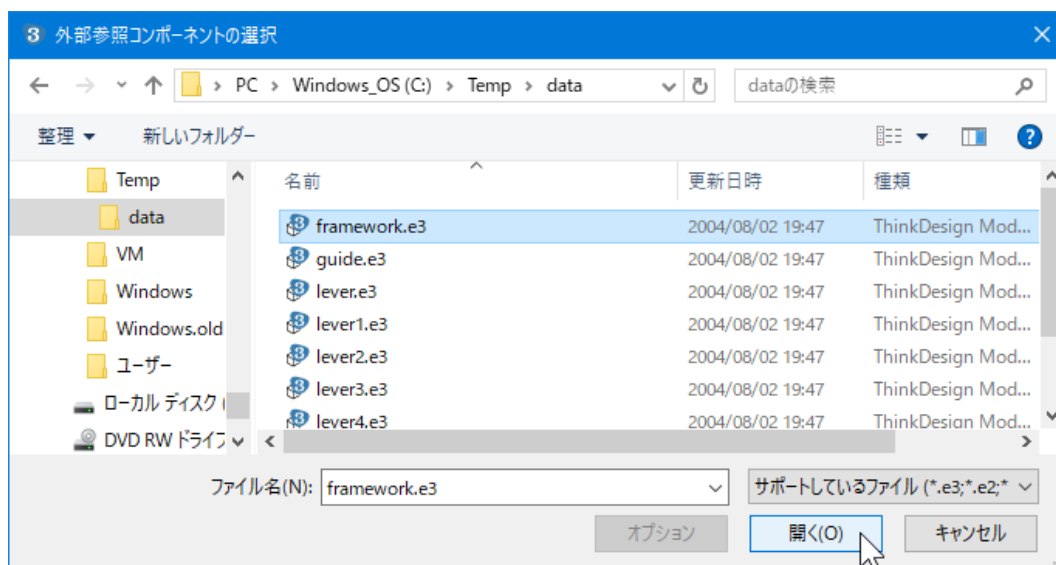 外部参照コンポーネントの選択
PC > Windows_OS (C:) > Temp > data dataの検索
整理 新しいフォルダー
名前 更新日時 種類
Temp
data
VM
Windows
Windows.old
ユーザー
ローカル ディスク (
DVD RW ドライブ
framework.e3 2004/08/02 19:47 ThinkDesign Mod...
guide.e3 2004/08/02 19:47 ThinkDesign Mod...
lever.e3 2004/08/02 19:47 ThinkDesign Mod...
lever1.e3 2004/08/02 19:47 ThinkDesign Mod...
lever2.e3 2004/08/02 19:47 ThinkDesign Mod...
lever3.e3 2004/08/02 19:47 ThinkDesign Mod...
lever4.e3 2004/08/02 19:47 ThinkDesign Mod...
ファイル名(N): framework.e3 サポートしているファイル (*.e3;*.e2;*
オプション 開く(O) キャンセル